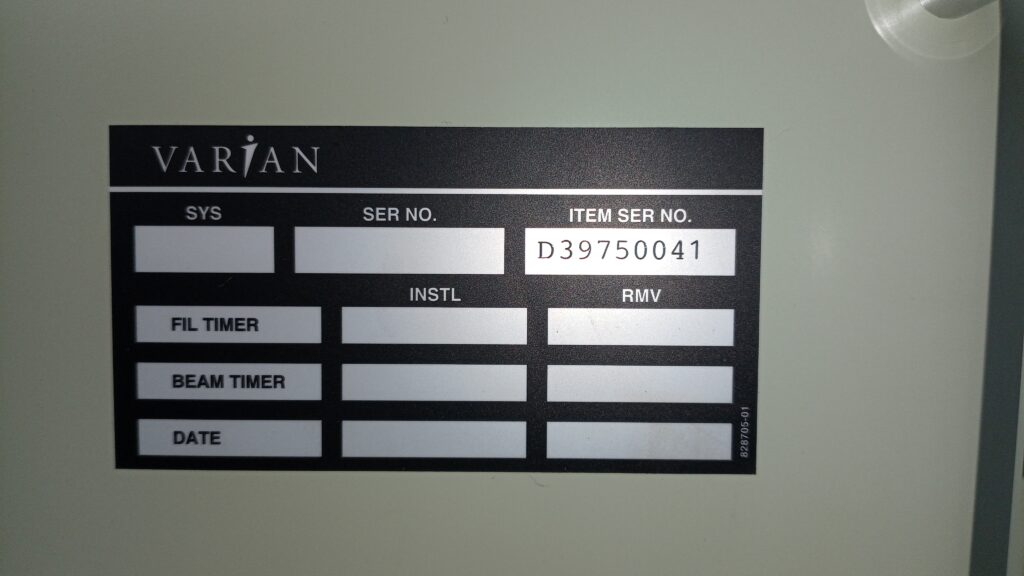 VARIAN
SYS SER NO. ITEM SER NO.
D39750041
INSTL RMV
FIL TIMER
BEAM TIMER
DATE
828705-01